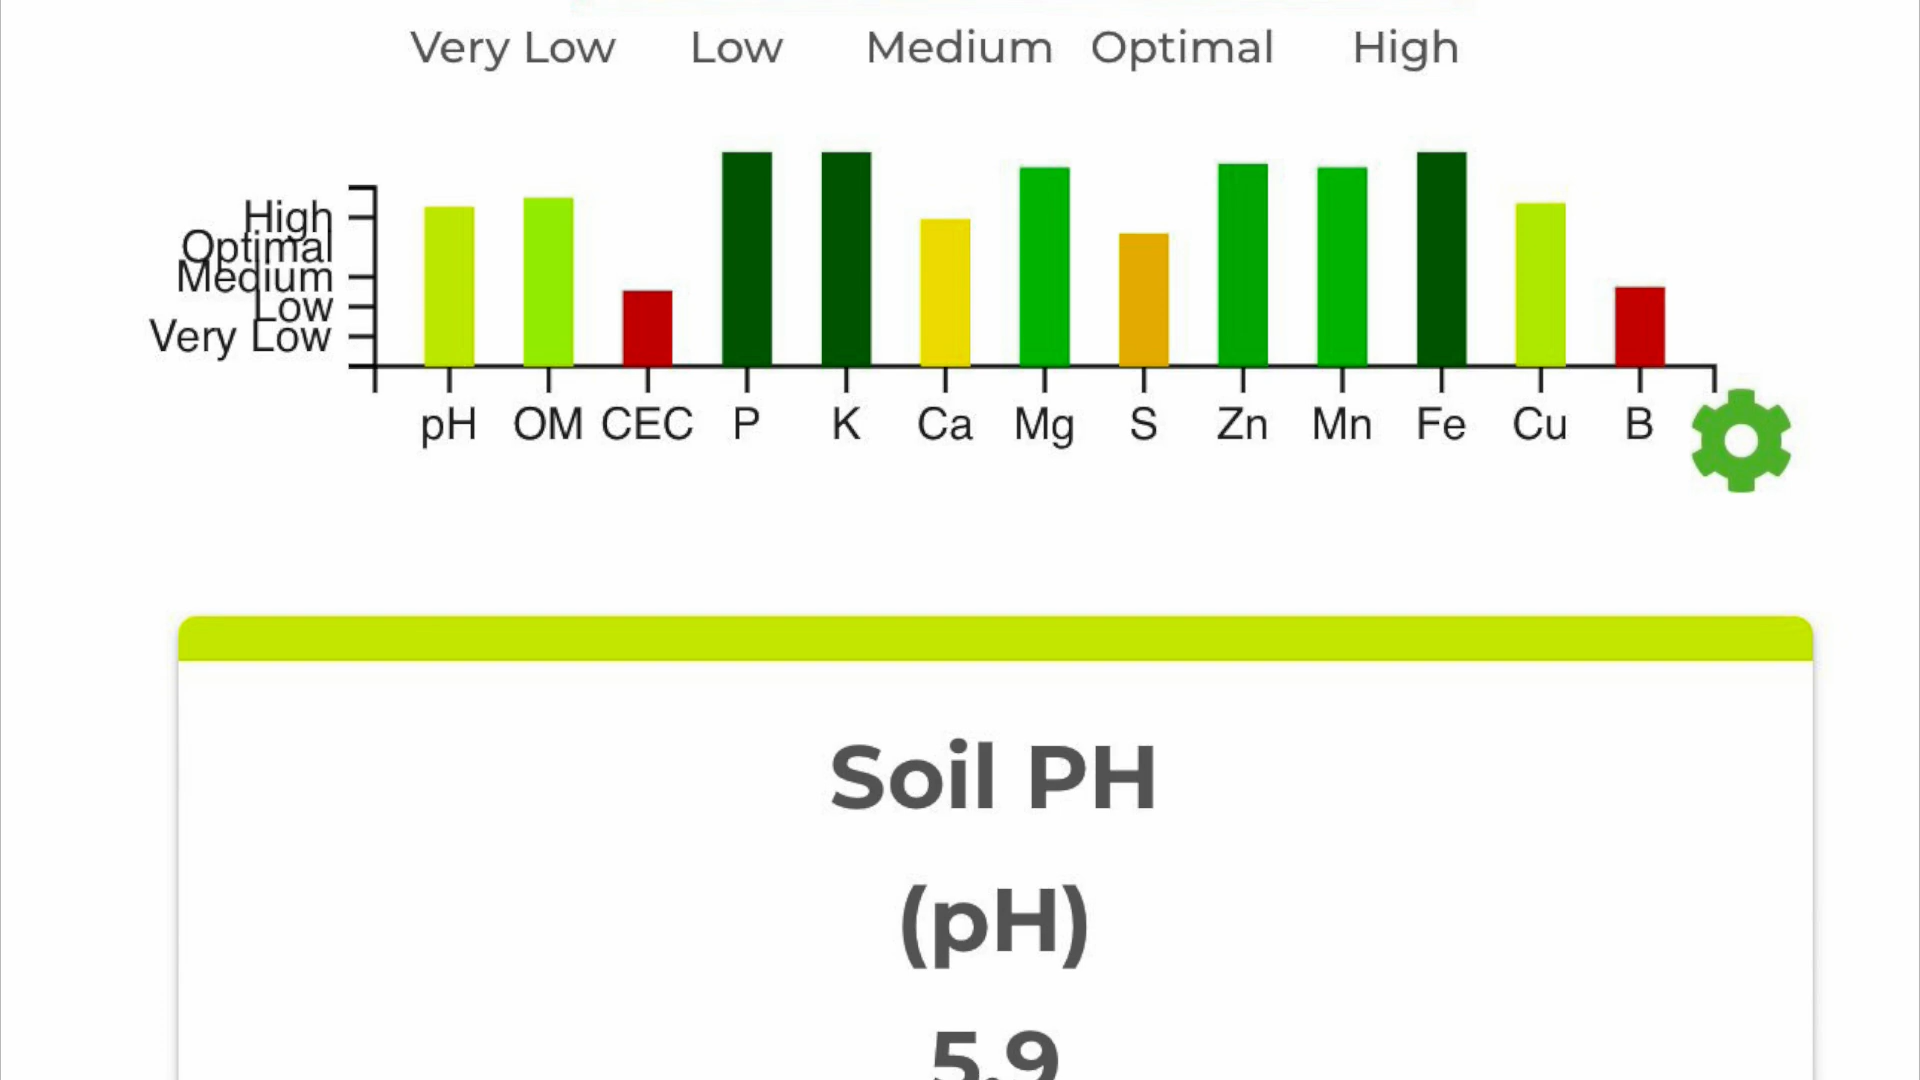 Very Low Low Medium Optimal High
High
Optimal
Medium
Low
Very Low
pH OM CEC P K Ca Mg S Zn Mn Fe Cu B
Soil PH
(pH)
5.9